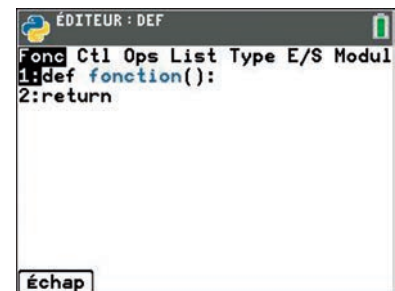 ÉDITEUR : DEF
Fonc Ctl Ops List Type E/S Modul
1:def fonction():
2:return
Échap